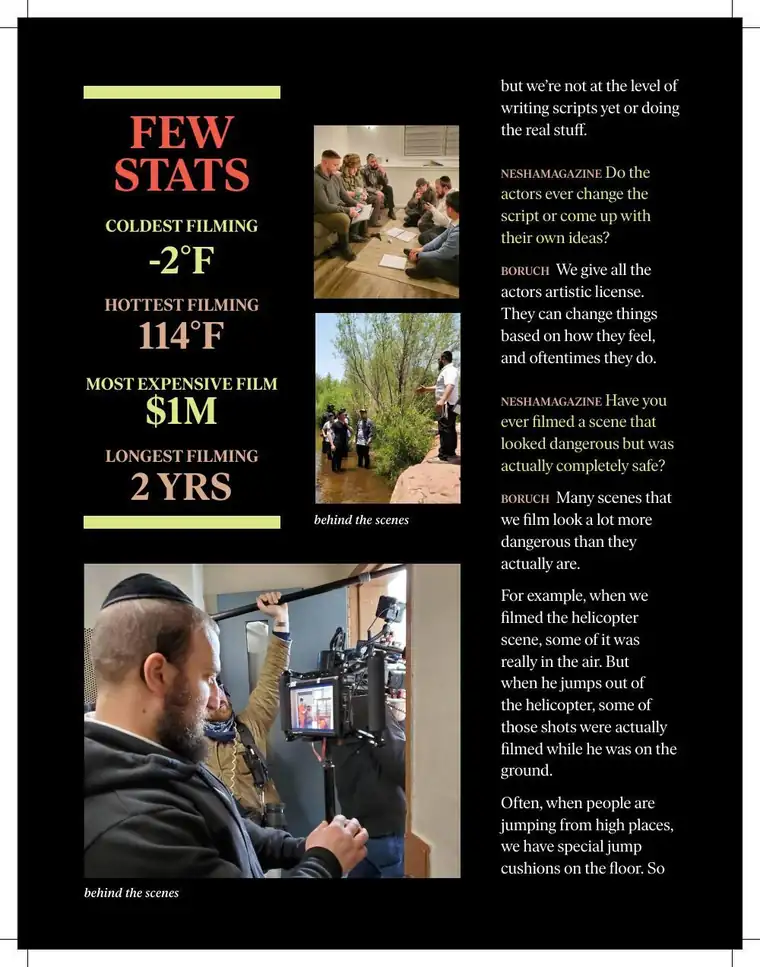 FEW
STATS
COLDEST FILMING
-2°F
HOTTEST FILMING
114°F
MOST EXPENSIVE FILM
$1M
LONGEST FILMING
2 YRS
behind the scenes
behind the scenes
but we’re not at the level of
writing scripts yet or doing
the real stuff.
NESHAMAGAZINE Do the
actors ever change the
script or come up with
their own ideas?
BORUCH We give all the
actors artistic license.
They can change things
based on how they feel,
and oftentimes they do.
NESHAMAGAZINE Have you
ever filmed a scene that
looked dangerous but was
actually completely safe?
BORUCH Many scenes that
we film look a lot more
dangerous than they
actually are.
For example, when we
filmed the helicopter
scene, some of it was
really in the air. But
when he jumps out of
the helicopter, some of
those shots were actually
filmed while he was on the
ground.
Often, when people are
jumping from high places,
we have special jump
cushions on the floor. So